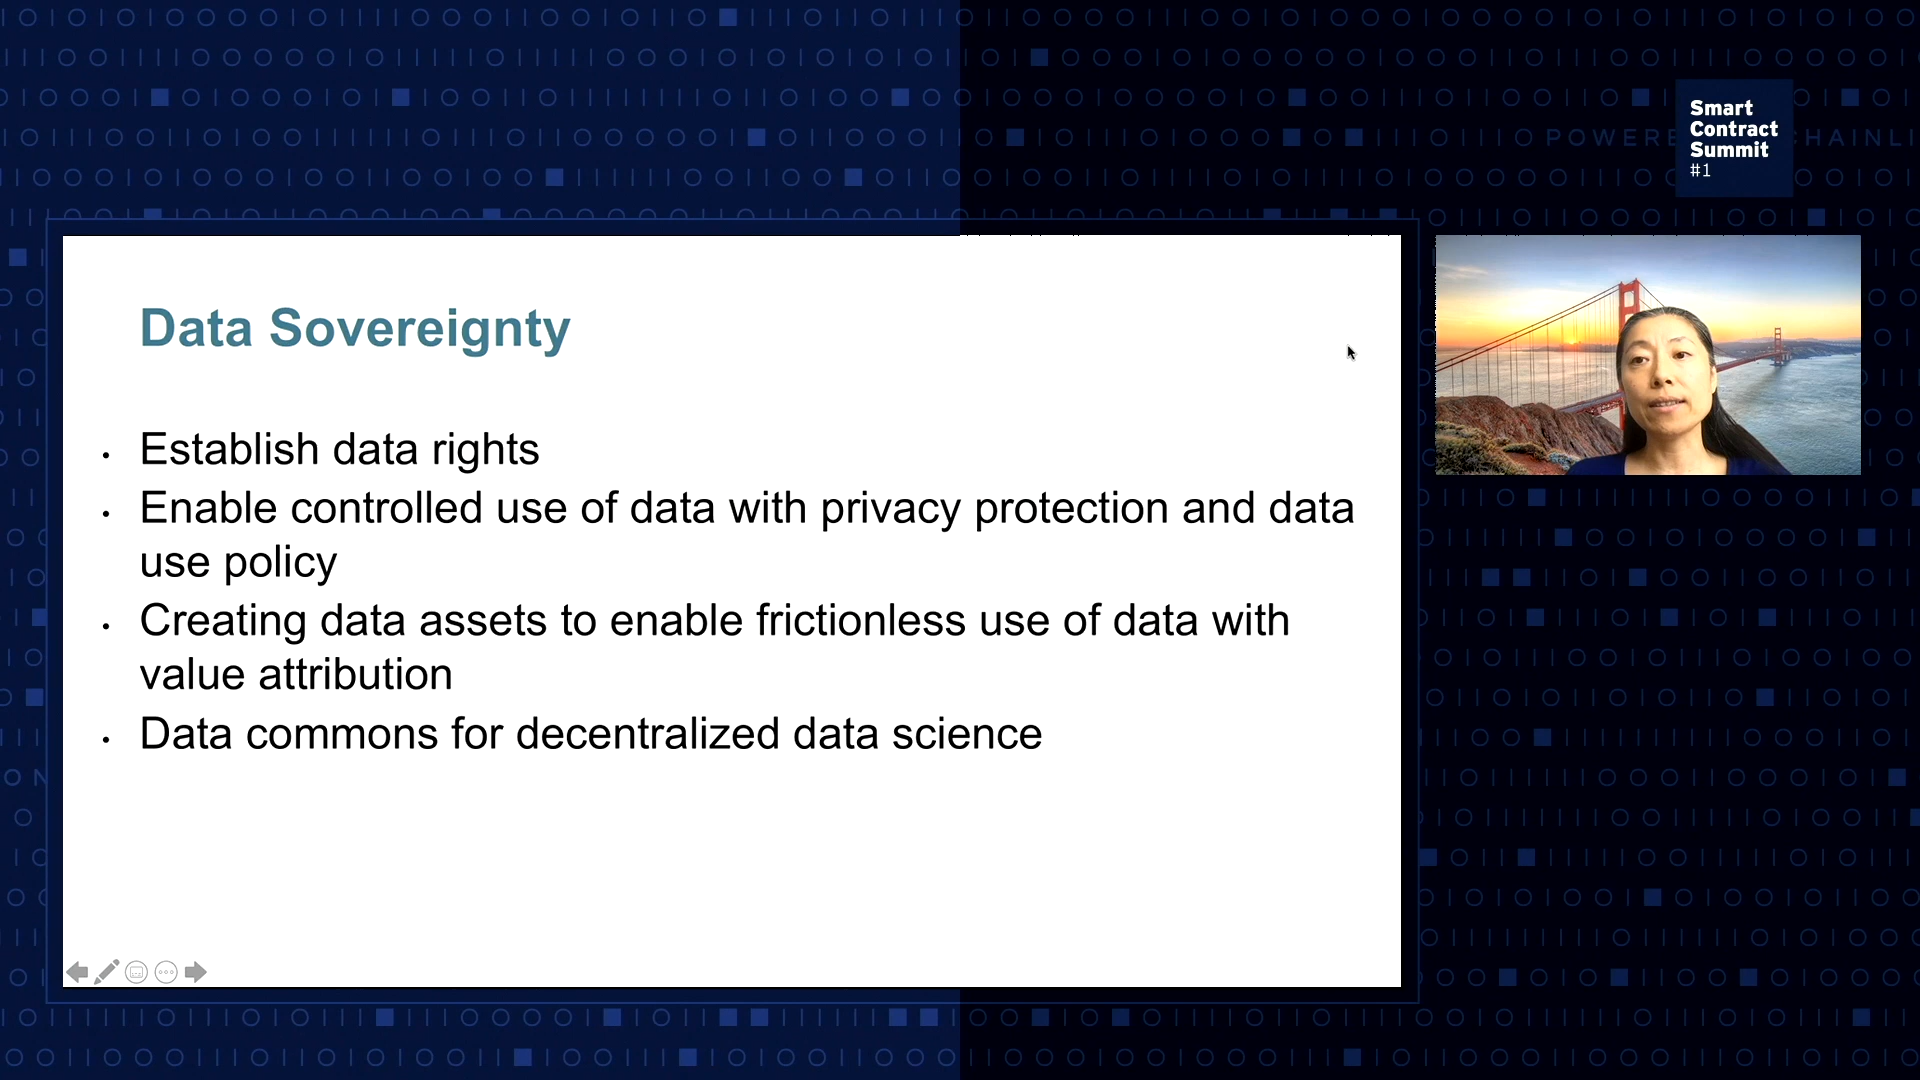 Smart
Contract
Summit
#1
POWERE CHAINLI
Data Sovereignty
• Establish data rights
• Enable controlled use of data with privacy protection and data
use policy
• Creating data assets to enable frictionless use of data with
value attribution
• Data commons for decentralized data science